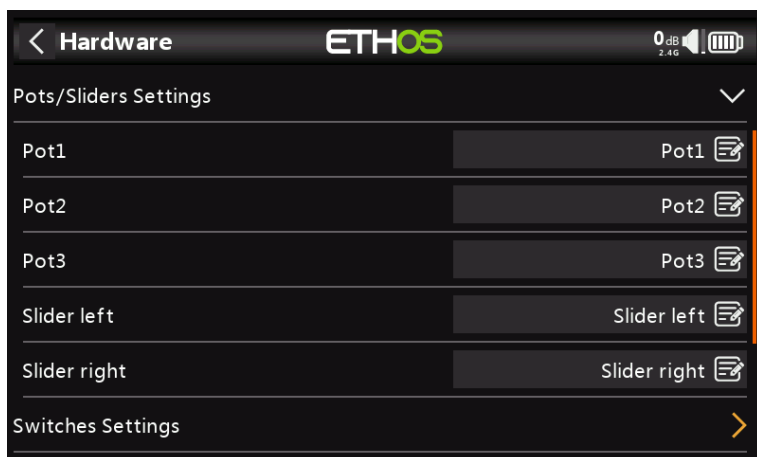 Hardware ETHOS 0dB 2.4G
Pots/Sliders Settings
Pot1 Pot1
Pot2 Pot2
Pot3 Pot3
Slider left Slider left
Slider right Slider right
Switches Settings